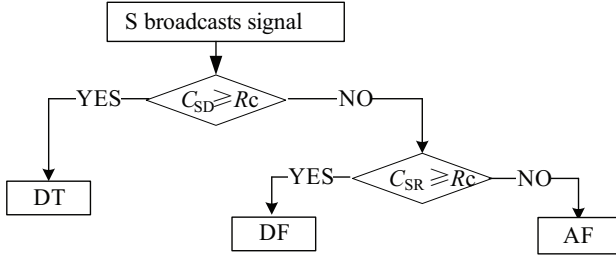 S broadcasts signal
YES C_SD ≥ Rc NO
YES C_SR ≥ Rc NO
DT
DF
AF